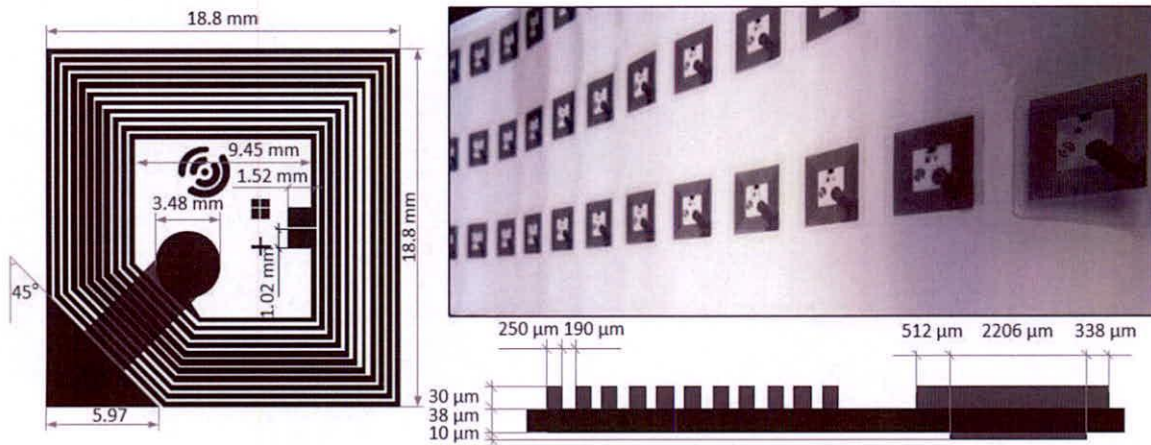 18.8 mm
9.45 mm
1.52 mm
3.48 mm
18.8 mm
1.02 mm
45°
5.97
250 µm 190 µm
512 µm 2206 µm 338 µm
30 µm
38 µm
10 µm